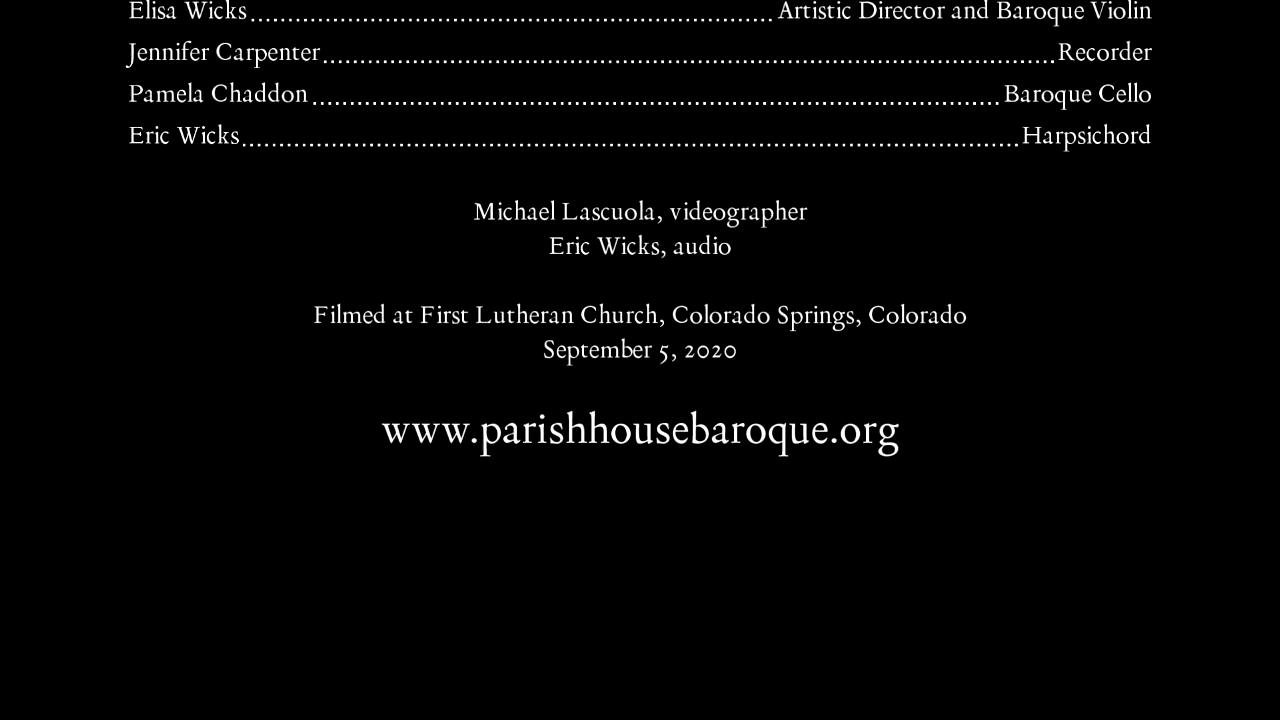 Elisa Wicks........................................................Artistic Director and Baroque Violin
Jennifer Carpenter..............................................................................Recorder
Pamela Chaddon..........................................................................Baroque Cello
Eric Wicks...................................................................................Harpsichord
Michael Lascuola, videographer
Eric Wicks, audio
Filmed at First Lutheran Church, Colorado Springs, Colorado
September 5, 2020
www.parishhousebaroque.org